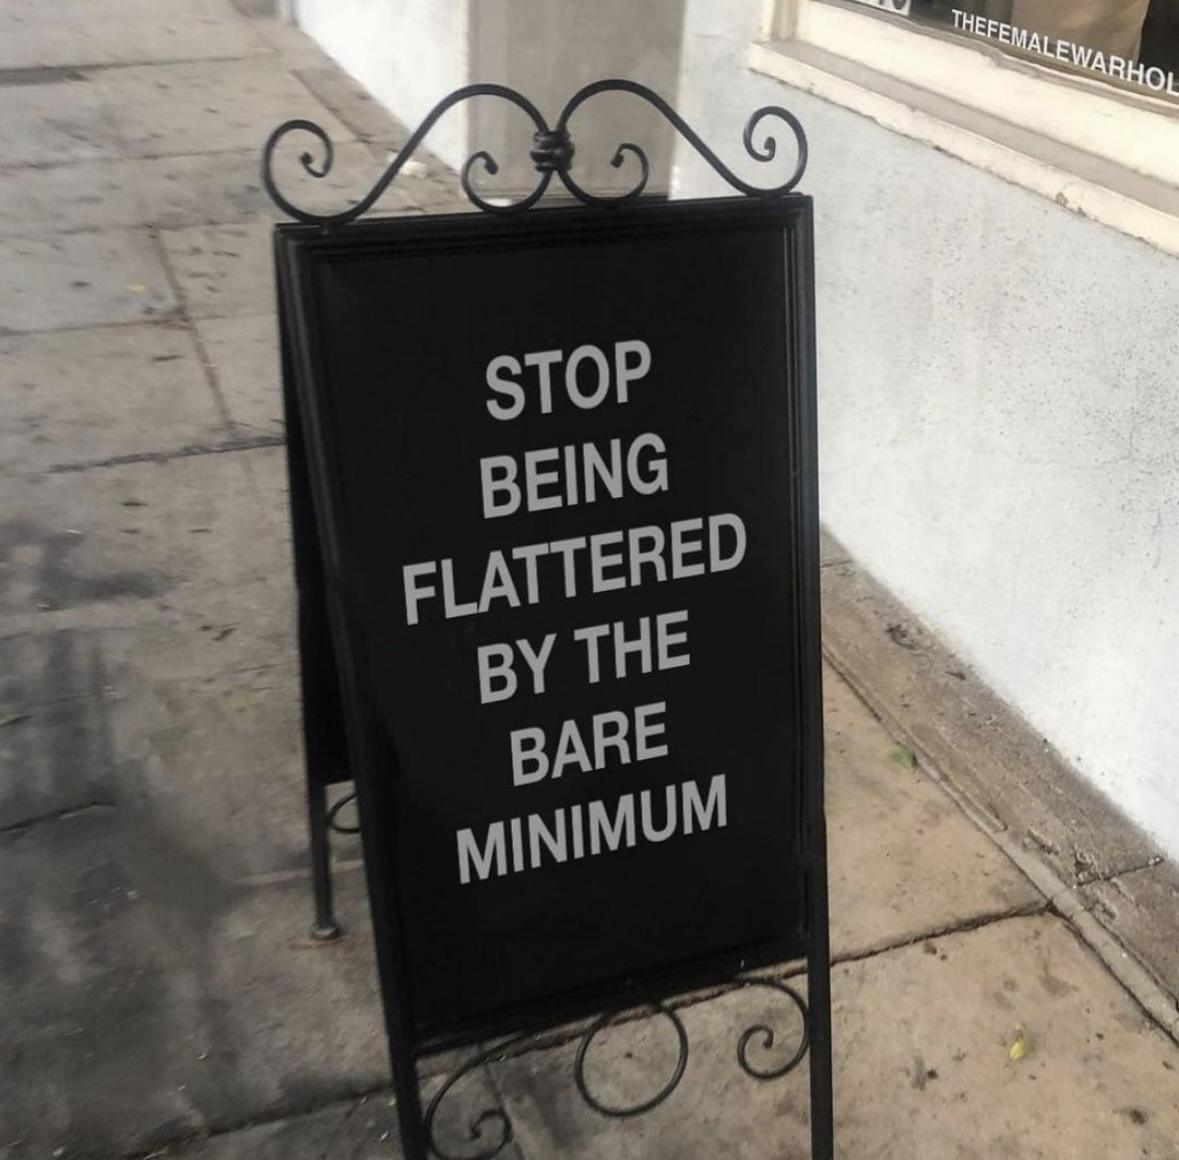 THEFEMALEWARHOL
STOP
BEING
FLATTERED
BY THE
BARE
MINIMUM